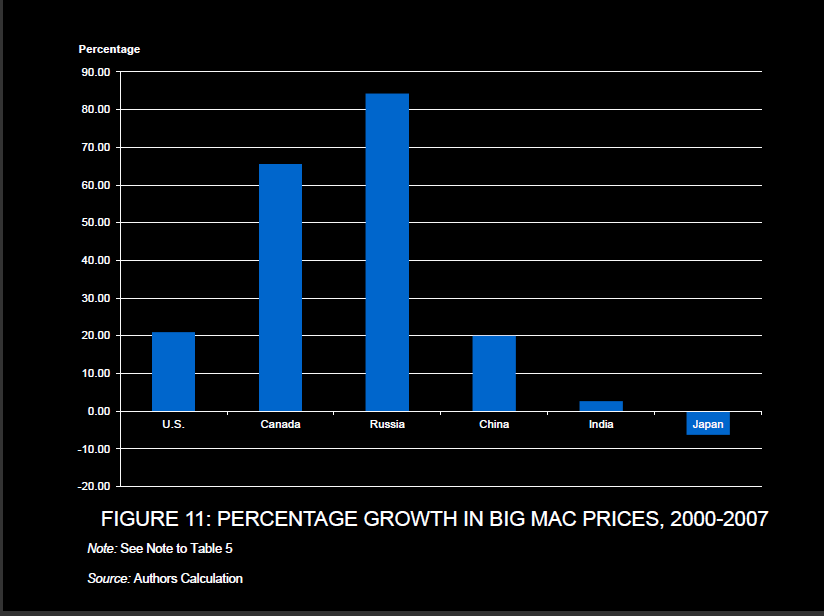 Percentage
90.00
80.00
70.00
60.00
50.00
40.00
30.00
20.00
10.00
0.00
U.S. Canada Russia China India Japan
-10.00
-20.00
FIGURE 11: PERCENTAGE GROWTH IN BIG MAC PRICES, 2000-2007
Note: See Note to Table 5
Source: Authors Calculation